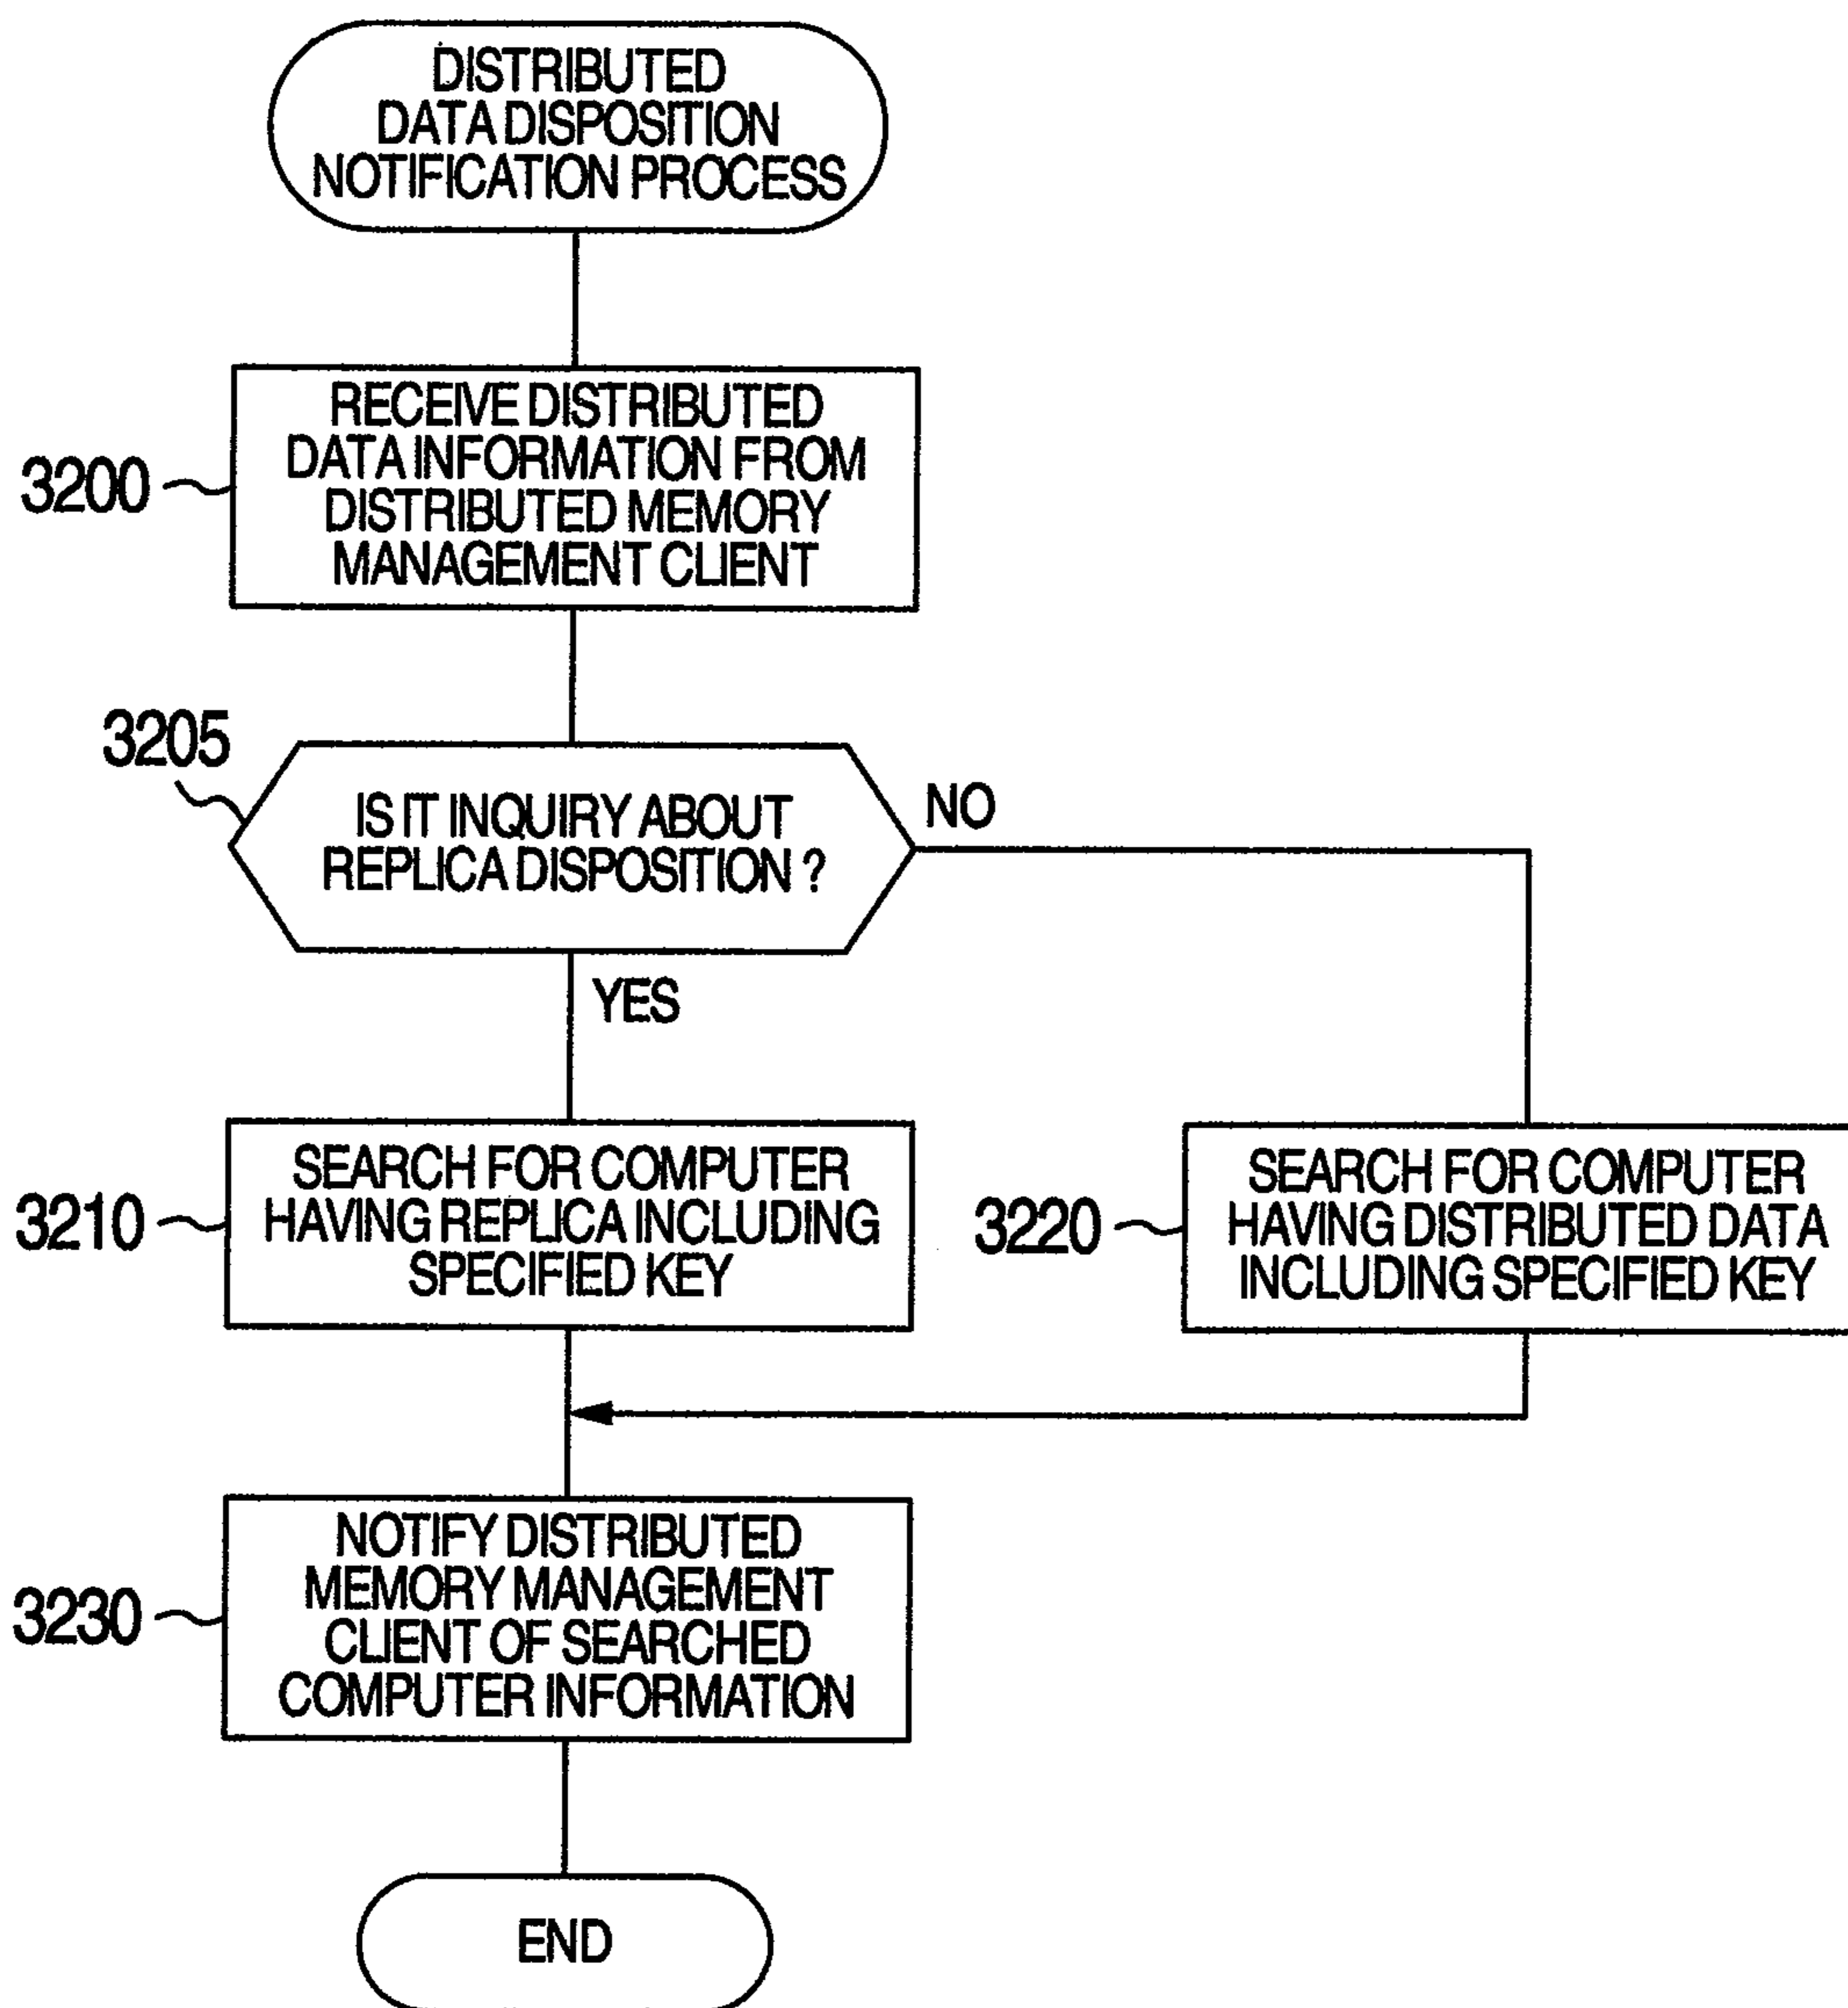 DISTRIBUTED
DATA DISPOSITION
NOTIFICATION PROCESS
3200
RECEIVE DISTRIBUTED
DATA INFORMATION FROM
DISTRIBUTED MEMORY
MANAGEMENT CLIENT
3205
IS IT INQUIRY ABOUT
REPLICA DISPOSITION ?
NO
YES
3210
SEARCH FOR COMPUTER
HAVING REPLICA INCLUDING
SPECIFIED KEY
3220
SEARCH FOR COMPUTER
HAVING DISTRIBUTED DATA
INCLUDING SPECIFIED KEY
3230
NOTIFY DISTRIBUTED
MEMORY MANAGEMENT
CLIENT OF SEARCHED
COMPUTER INFORMATION
END